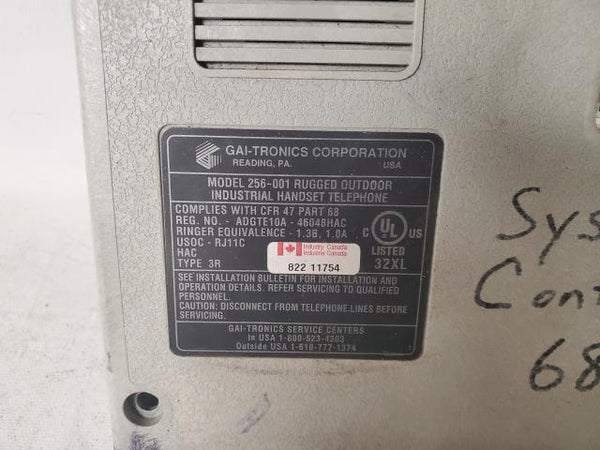 GAI-TRONICS CORPORATION
READING, PA. USA
MODEL 256-001 RUGGED OUTDOOR
INDUSTRIAL HANDSET TELEPHONE
COMPLIES WITH CFR 47 PART 68
REG. NO. - ADGTE10A - 46048HAC
RINGER EQUIVALENCE - 1.3B, 1.0A
USOC - RJ11C
HAC
TYPE 3R
C UL US
LISTED
32XL
Industry Canada
Industrie Canada
822 11754
SEE INSTALLATION BULLETIN FOR INSTALLATION AND
OPERATION DETAILS. REFER SERVICING TO QUALIFIED
PERSONNEL.
CAUTION: DISCONNECT FROM TELEPHONE LINES BEFORE
SERVICING.
GAI-TRONICS SERVICE CENTERS
In USA 1-800-523-4303
Outside USA 1-610-777-1374
Sys
Con
68